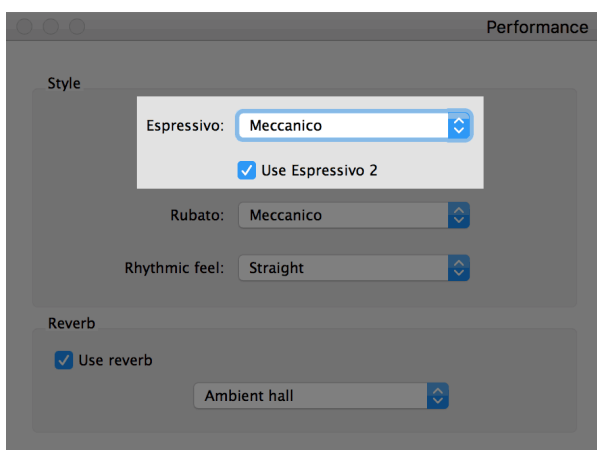 Performance
Style
Espressivo: Meccanico
Use Espressivo 2
Rubato: Meccanico
Rhythmic feel: Straight
Reverb
Use reverb
Ambient hall